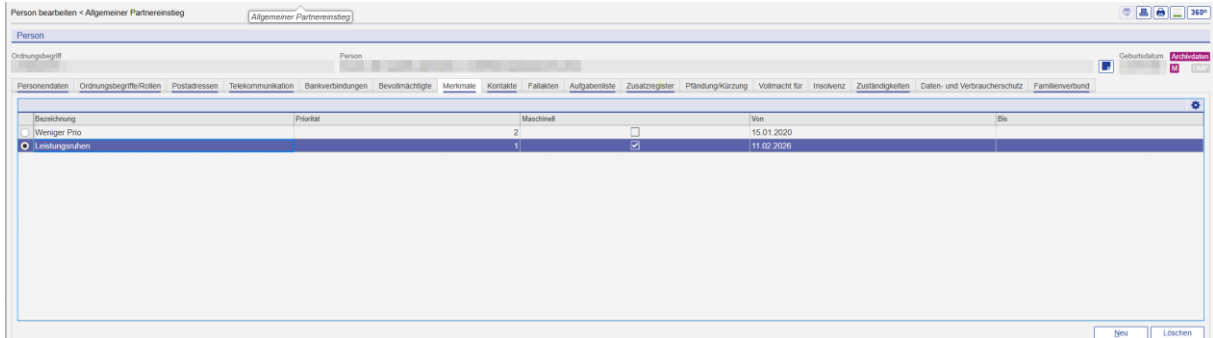 Person bearbeiten < Allgemeiner Partnereinstieg
Allgemeiner Partnereinstieg
360°
Person
Ordnungsbegriff Person Geburtsdatum Archivdaten
M
Personendaten Ordnungsbegriffe/Rollen Postadressen Telekommunikation Bankverbindungen Bevollmächtigte Merkmale Kontakte Fallakten Aufgabenliste Zusatzregister Pfändung/Kürzung Vollmacht für Insolvenz Zuständigkeiten Daten- und Verbraucherschutz Familienverbund
Bezeichnung Priorität Maschinell Von Bis
Weniger Prio 2 15.01.2020
Leistungsruhen 1 11.02.2026
Neu Löschen